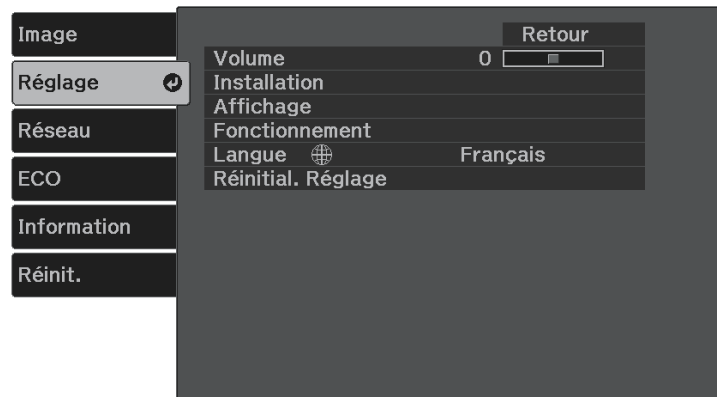 Image
Réglage
Réseau
ECO
Information
Réinit.
Retour
Volume 0
Installation
Affichage
Fonctionnement
Langue Français
Réinitial. Réglage